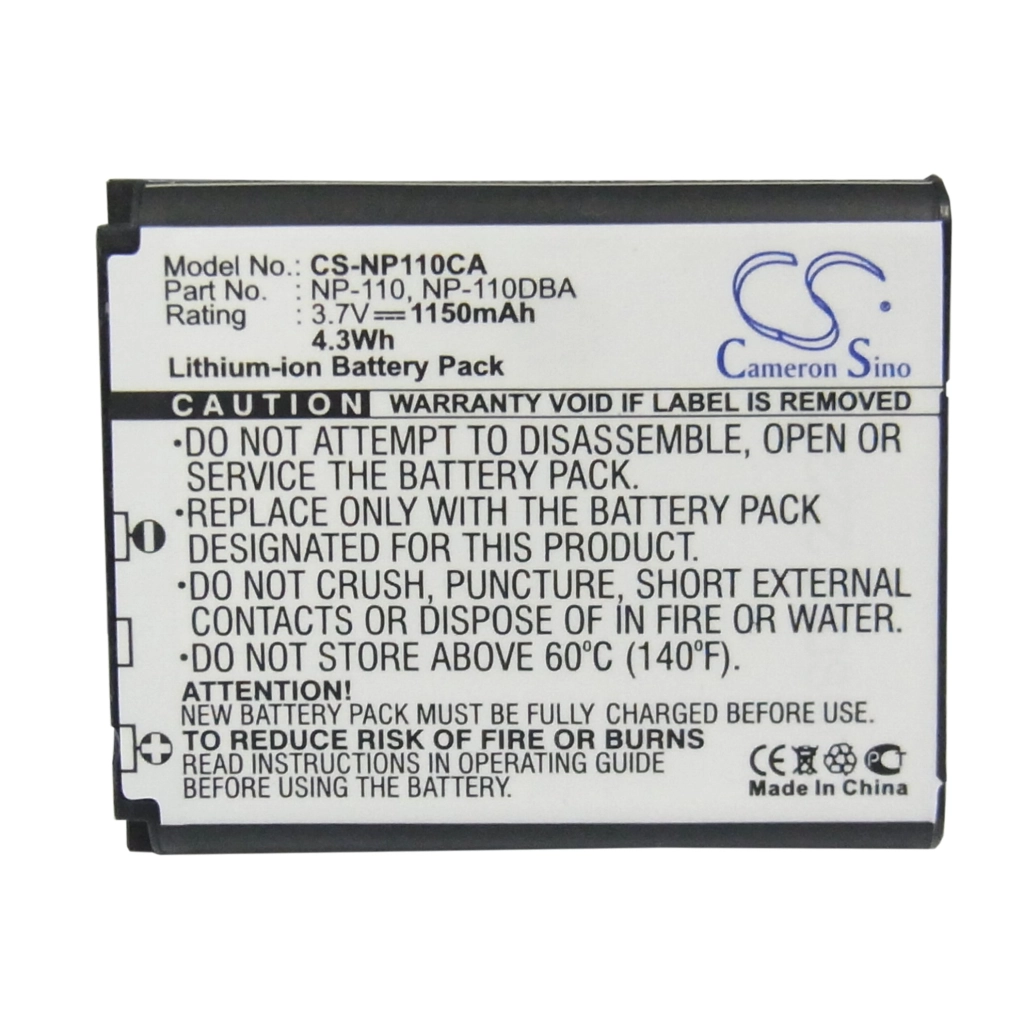 Model No.: CS-NP110CA
Part No. : NP-110, NP-110DBA
Rating : 3.7V⎓1150mAh
4.3Wh
Lithium-ion Battery Pack
CS®
Cameron Sino
CAUTION WARRANTY VOID IF LABEL IS REMOVED
•DO NOT ATTEMPT TO DISASSEMBLE, OPEN OR
SERVICE THE BATTERY PACK.
•REPLACE ONLY WITH THE BATTERY PACK
DESIGNATED FOR THIS PRODUCT.
•DO NOT CRUSH, PUNCTURE, SHORT EXTERNAL
CONTACTS OR DISPOSE OF IN FIRE OR WATER.
•DO NOT STORE ABOVE 60°C (140°F).
ATTENTION!
NEW BATTERY PACK MUST BE FULLY CHARGED BEFORE USE.
TO REDUCE RISK OF FIRE OR BURNS
READ INSTRUCTIONS IN OPERATING GUIDE
BEFORE USING THE BATTERY.
CE PCT
Made In China